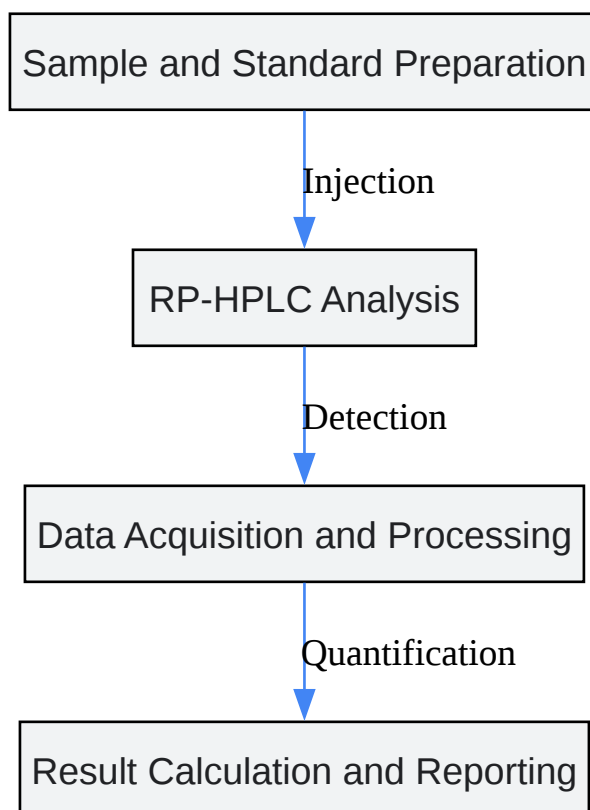 Sample and Standard Preparation
Injection
RP-HPLC Analysis
Detection
Data Acquisition and Processing
Quantification
Result Calculation and Reporting